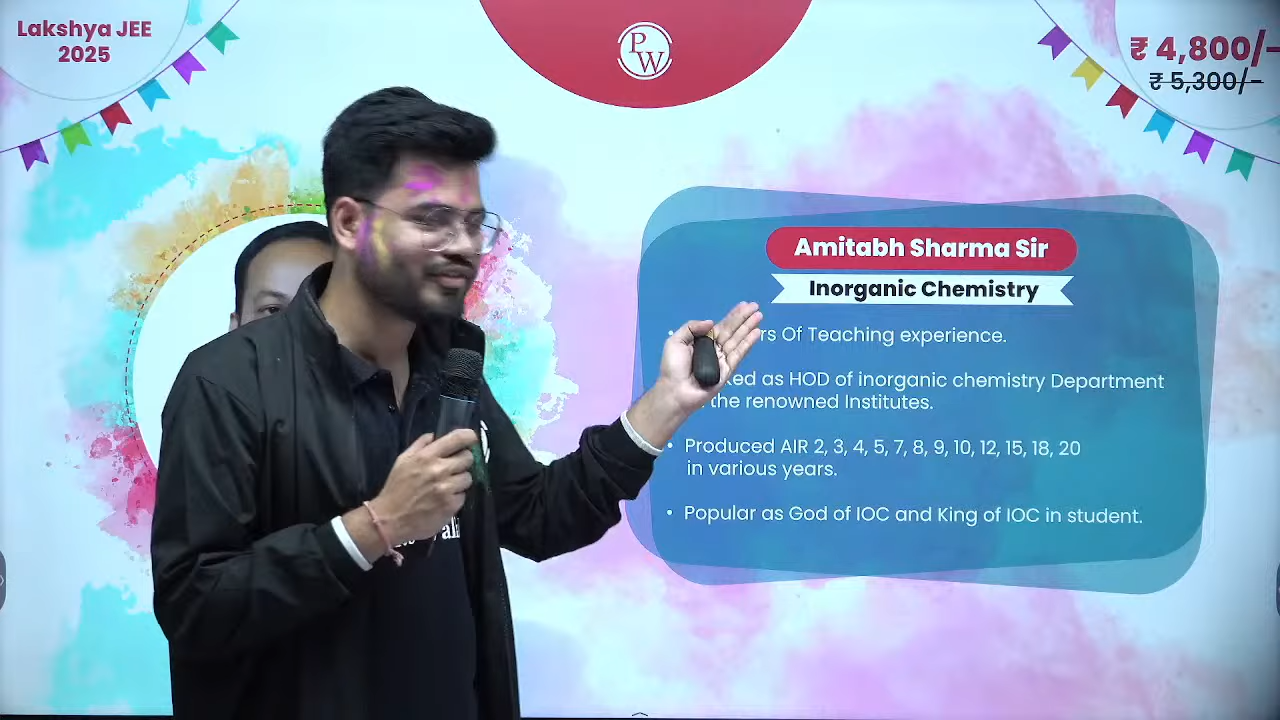 Lakshya JEE
2025
PW
₹ 4,800/-
₹ 5,300/-
Amitabh Sharma Sir
Inorganic Chemistry
Of Teaching experience.
as HOD of inorganic chemistry Department
the renowned Institutes.
• Produced AIR 2, 3, 4, 5, 7, 8, 9, 10, 12, 15, 18, 20
in various years.
• Popular as God of IOC and King of IOC in student.